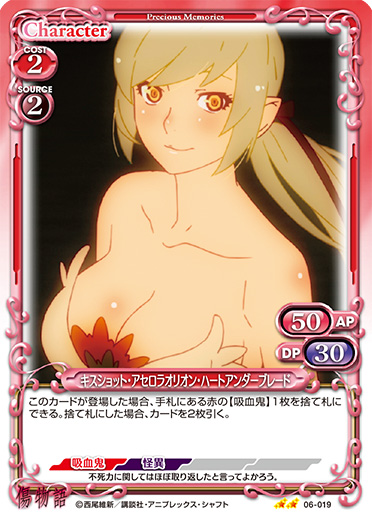 Precious Memories
Character
COST
2
SOURCE
2
50 AP
DP 30
キスショット・アセロラオリオン・ハートアンダーブレード
このカードが登場した場合、手札にある赤の【吸血鬼】1枚を捨て札に
できる。捨て札にした場合、カードを2枚引く。
吸血鬼 怪異
不死力に関してはほぼ取り返したと言ってよかろう。
傷物語
©西尾維新／講談社・アニプレックス・シャフト
06-019